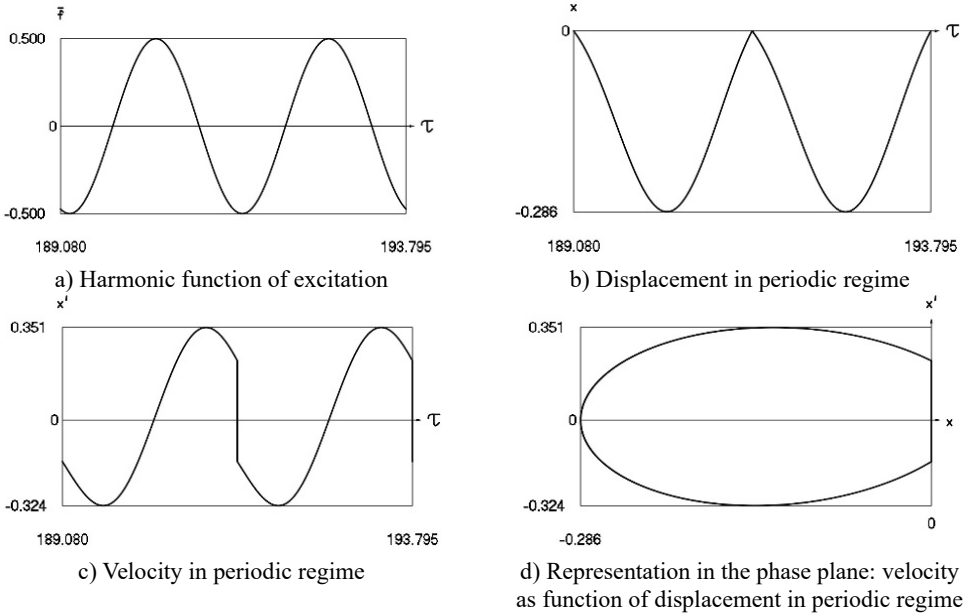 f̄
0.500
0
τ
-0.500
189.080
193.795
a) Harmonic function of excitation
x
0
τ
-0.286
189.080
193.795
b) Displacement in periodic regime
x'
0.351
0
τ
-0.324
189.080
193.795
c) Velocity in periodic regime
x'
0.351
0
x
-0.324
0
-0.286
d) Representation in the phase plane: velocity
as function of displacement in periodic regime